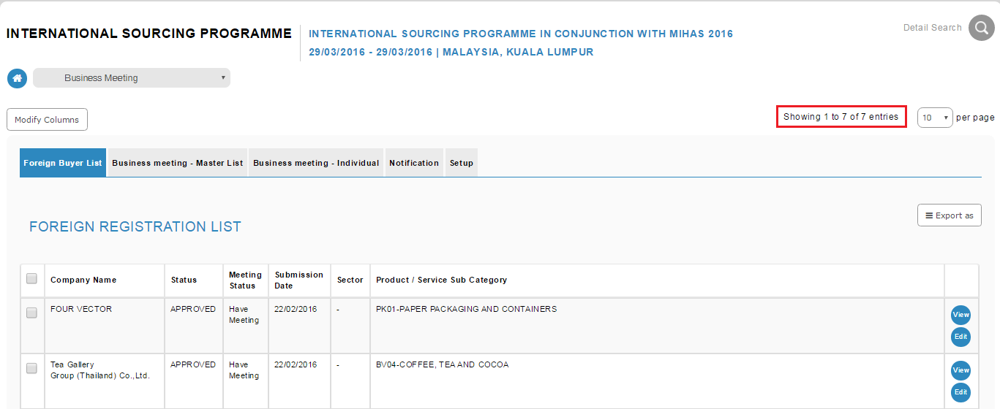 INTERNATIONAL SOURCING PROGRAMME
INTERNATIONAL SOURCING PROGRAMME IN CONJUNCTION WITH MIHAS 2016
29/03/2016 - 29/03/2016 | MALAYSIA, KUALA LUMPUR
Detail Search
Business Meeting
Modify Columns
Showing 1 to 7 of 7 entries
10 per page
Foreign Buyer List Business meeting - Master List Business meeting - Individual Notification Setup
FOREIGN REGISTRATION LIST
Export as
Company Name Status Meeting Status Submission Date Sector Product / Service Sub Category
FOUR VECTOR APPROVED Have Meeting 22/02/2016 - PK01-PAPER PACKAGING AND CONTAINERS
View
Edit
Tea Gallery Group (Thailand) Co.,Ltd. APPROVED Have Meeting 22/02/2016 - BV04-COFFEE, TEA AND COCOA
View
Edit